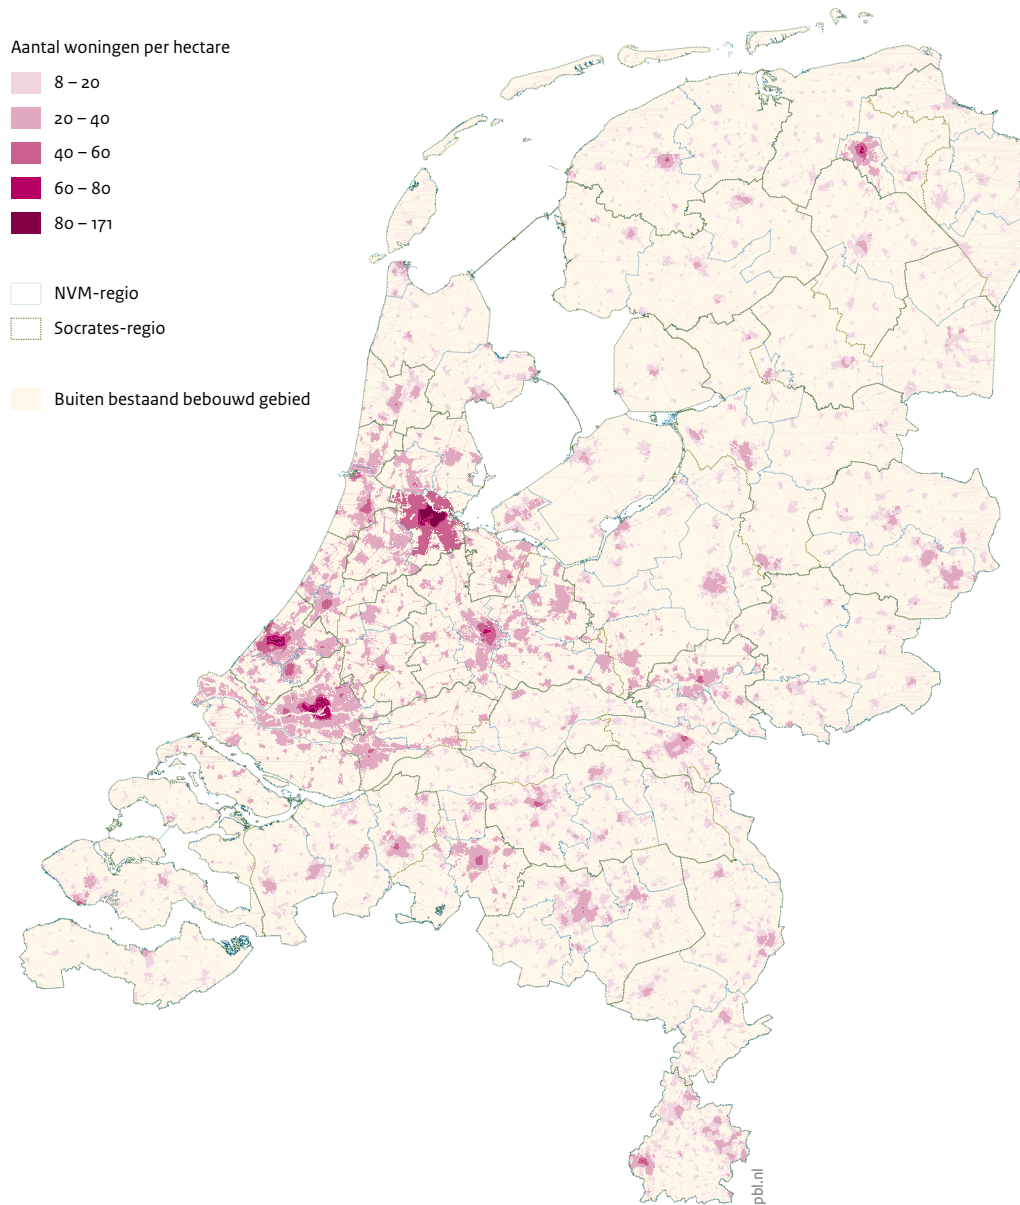 Aantal woningen per hectare
8 – 20
20 – 40
40 – 60
60 – 80
80 – 171
NVM-regio
Socrates-regio
Buiten bestaand bebouwd gebied
pbl.nl